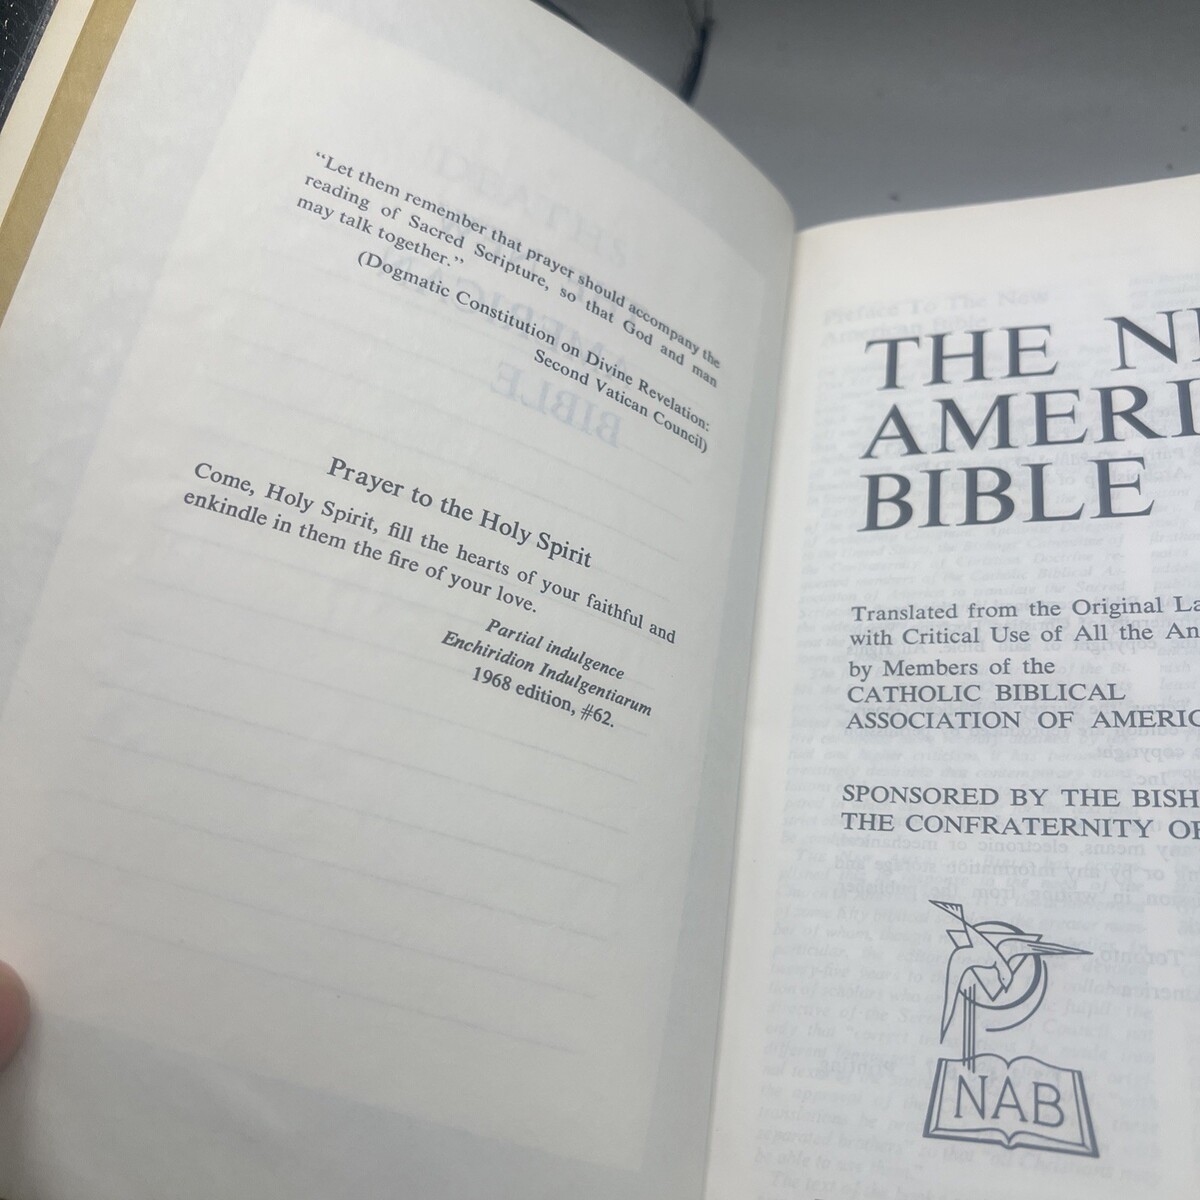 “Let them remember that prayer should accompany the
reading of Sacred Scripture, so that God and man
may talk together.”
(Dogmatic Constitution on Divine Revelation:
Second Vatican Council)
Prayer to the Holy Spirit
Come, Holy Spirit, fill the hearts of your faithful and
enkindle in them the fire of your love.
Partial indulgence
Enchiridion Indulgentiarum
1968 edition, #62.
THE
AMERI
BIBLE
Translated from the Original
with Critical Use of All the
by Members of the
CATHOLIC BIBLICAL
ASSOCIATION OF AMERIC
SPONSORED BY THE BISH
THE CONFRATERNITY OF
NAB